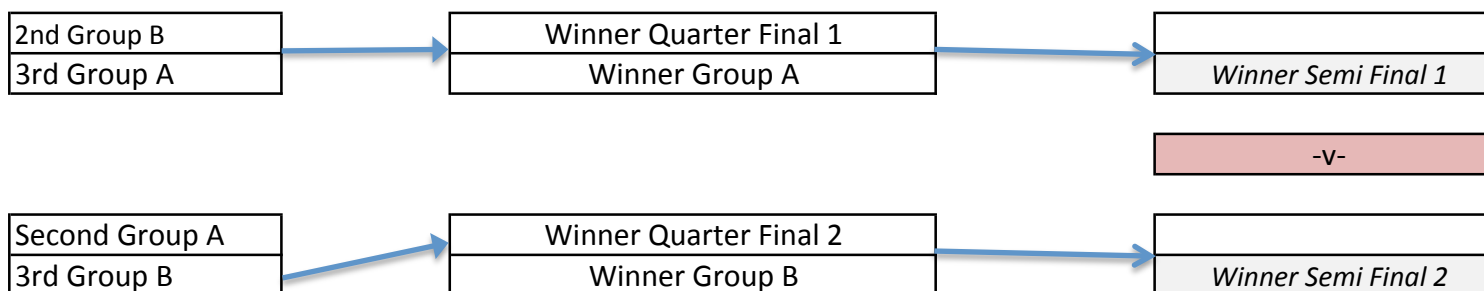 2nd Group B
3rd Group A
Winner Quarter Final 1
Winner Group A
Winner Semi Final 1
-v-
Second Group A
3rd Group B
Winner Quarter Final 2
Winner Group B
Winner Semi Final 2